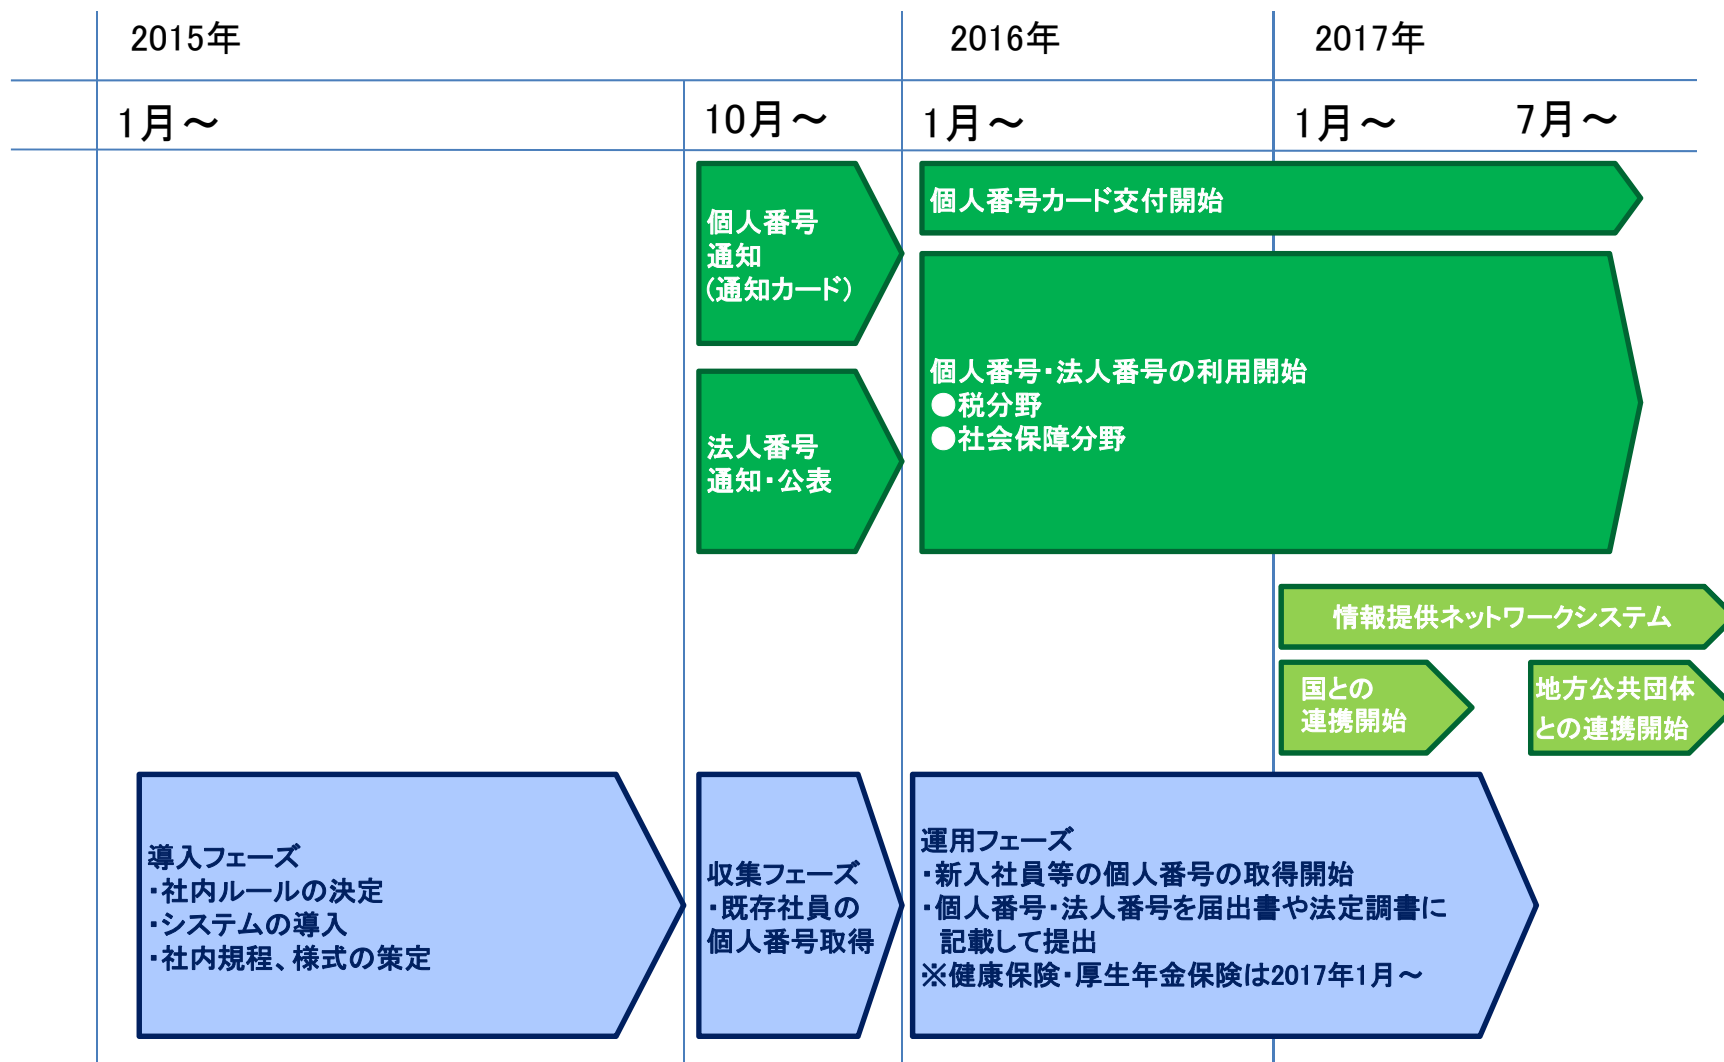 2015年
2016年
2017年
1月～
10月～
1月～
1月～
7月～
個人番号
通知
(通知カード)
個人番号カード交付開始
個人番号・法人番号の利用開始
●税分野
●社会保障分野
法人番号
通知・公表
情報提供ネットワークシステム
国との
連携開始
地方公共団体
との連携開始
導入フェーズ
・社内ルールの決定
・システムの導入
・社内規程、様式の策定
収集フェーズ
・既存社員の
個人番号取得
運用フェーズ
・新入社員等の個人番号の取得開始
・個人番号・法人番号を届出書や法定調書に
記載して提出
※健康保険・厚生年金保険は2017年1月～